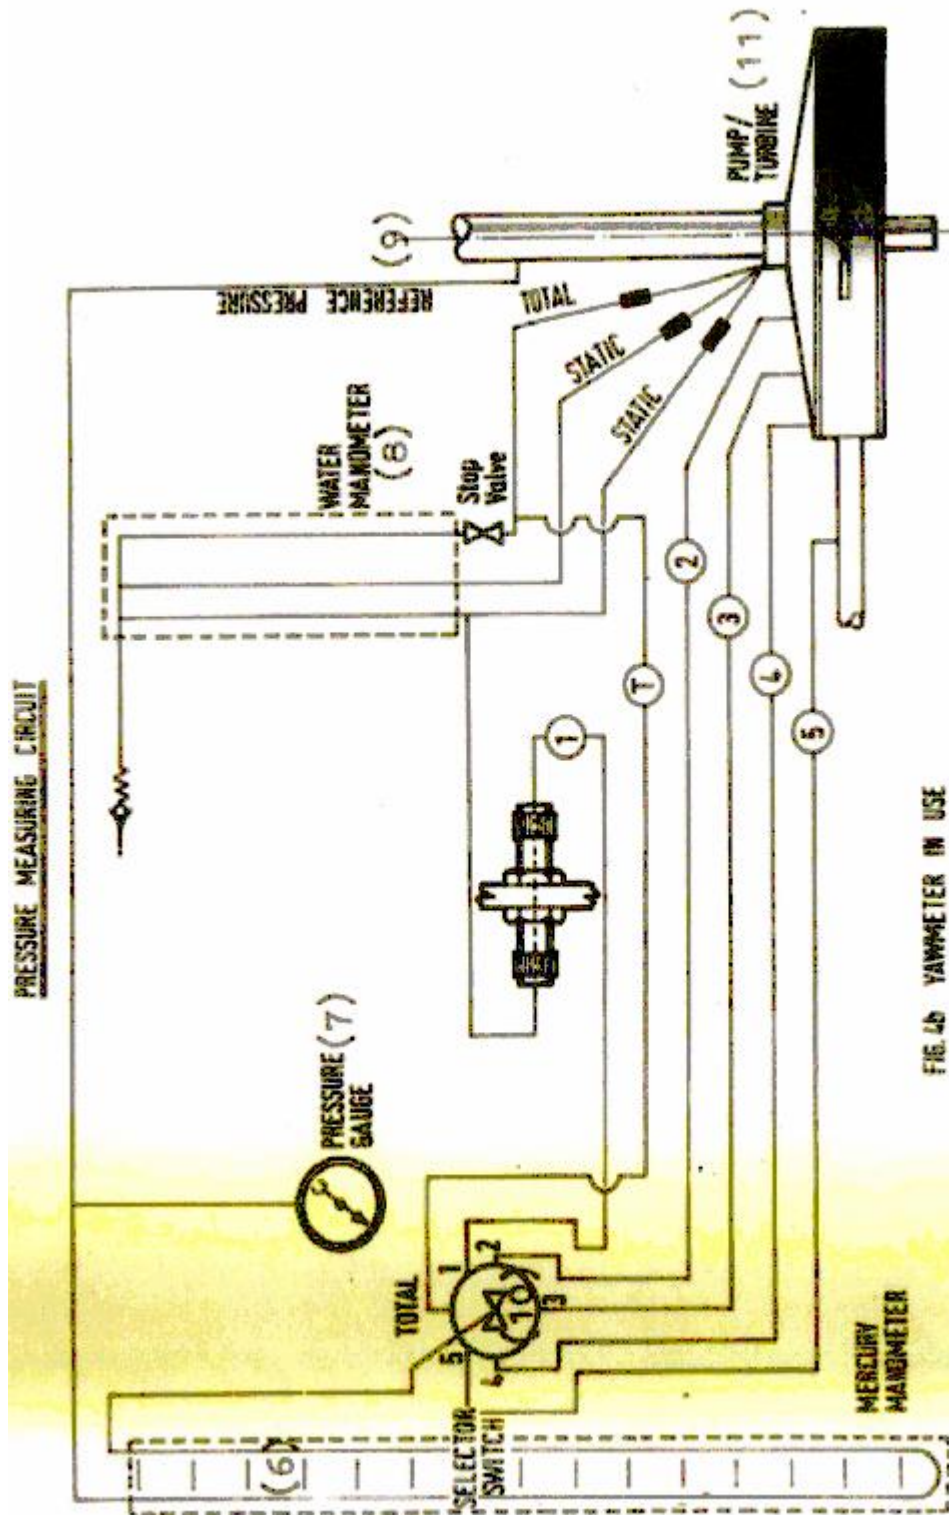 PRESSURE MEASURING CIRCUIT
PRESSURE (7)
GAUGE
WATER
MANOMETER
(8)
Stop
Valve
REFERENCE PRESSURE
(9)
TOTAL
STATIC
STATIC
PUMP/
TURBINE (11)
TOTAL
1
2
3
4
5
(10)
SELECTOR
SWITCH
(6)
MERCURY
MANOMETER
1
T
2
3
4
5
FIG. 4b YAWMETER IN USE